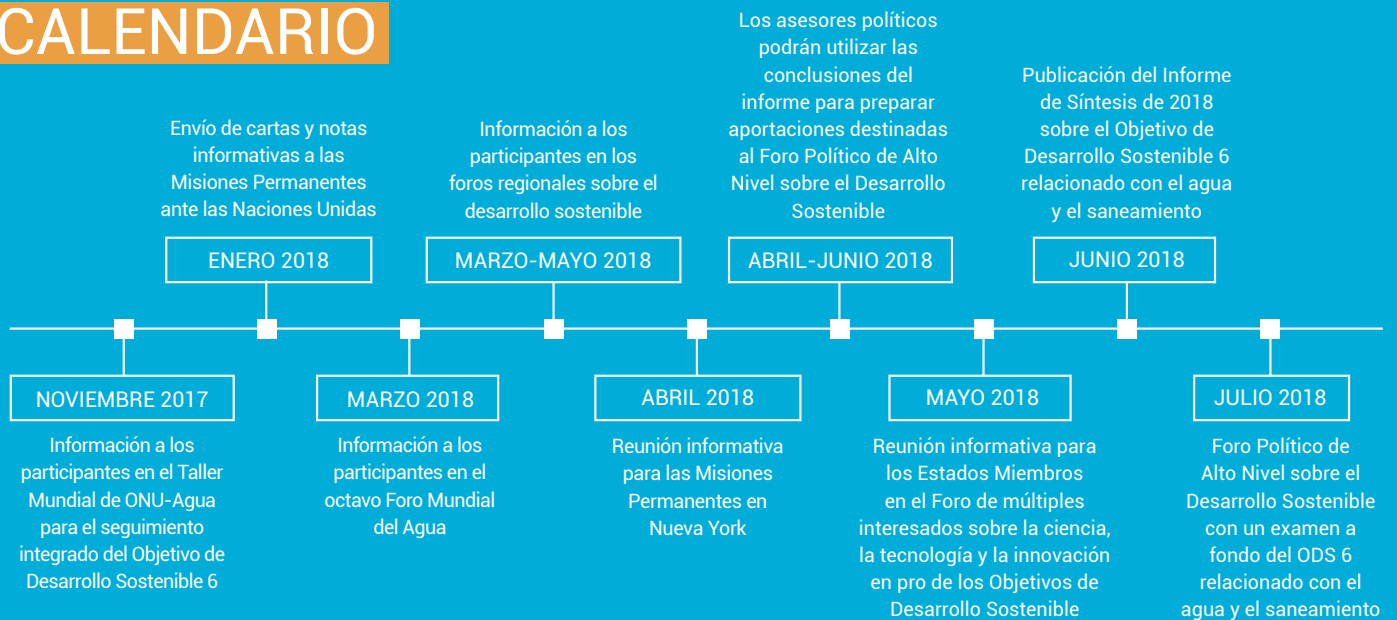 CALENDARIO
Envío de cartas y notas
informativas a las
Misiones Permanentes
ante las Naciones Unidas
ENERO 2018
Información a los
participantes en los
foros regionales sobre el
desarrollo sostenible
MARZO-MAYO 2018
Los asesores políticos
podrán utilizar las
conclusiones del
informe para preparar
aportaciones destinadas
al Foro Político de Alto
Nivel sobre el Desarrollo
Sostenible
ABRIL-JUNIO 2018
Publicación del Informe
de Síntesis de 2018
sobre el Objetivo de
Desarrollo Sostenible 6
relacionado con el agua
y el saneamiento
JUNIO 2018
NOVIEMBRE 2017
Información a los
participantes en el Taller
Mundial de ONU-Agua
para el seguimiento
integrado del Objetivo de
Desarrollo Sostenible 6
MARZO 2018
Información a los
participantes en el
octavo Foro Mundial
del Agua
ABRIL 2018
Reunión informativa
para las Misiones
Permanentes en
Nueva York
MAYO 2018
Reunión informativa para
los Estados Miembros
en el Foro de múltiples
interesados sobre la ciencia,
la tecnología y la innovación
en pro de los Objetivos de
Desarrollo Sostenible
JULIO 2018
Foro Político de
Alto Nivel sobre el
Desarrollo Sostenible
con un examen a
fondo del ODS 6
relacionado con el
agua y el saneamiento